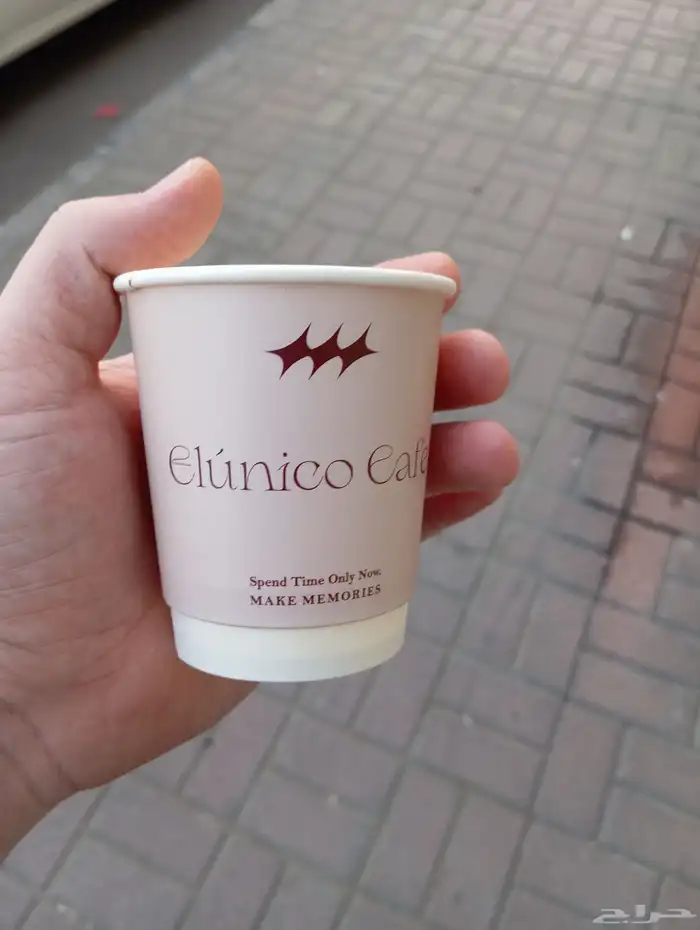 Elúnico Cafe
Spend Time Only Now.
MAKE MEMORIES
حراج